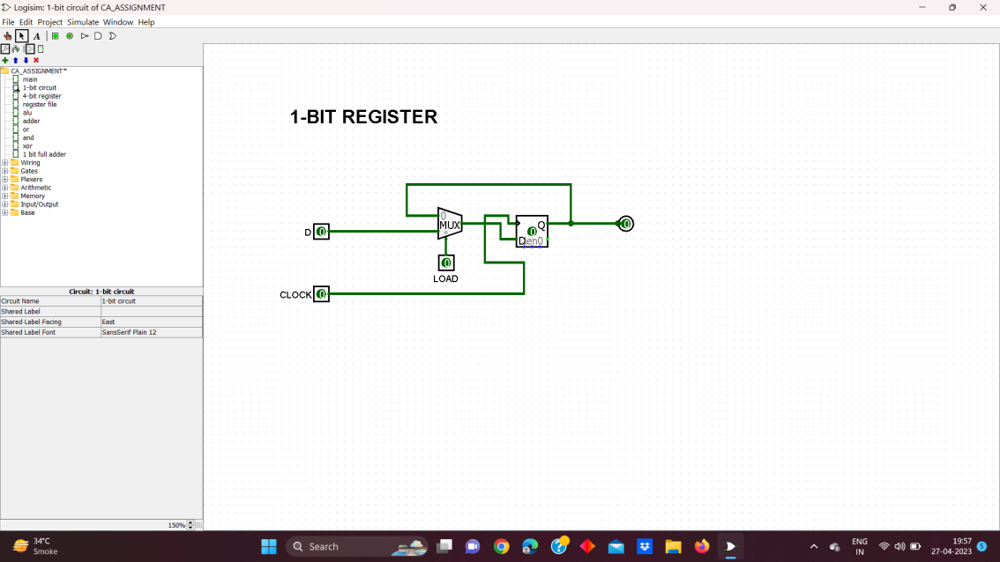 Logisim: 1-bit circuit of CA_ASSIGNMENT
File Edit Project Simulate Window Help
A
CA_ASSIGNMENT*
main
1-bit circuit
4-bit register
register file
alu
adder
or
and
xor
1 bit full adder
Wiring
Gates
Plexers
Arithmetic
Memory
Input/Output
Base
Circuit: 1-bit circuit
Circuit Name 1-bit circuit
Shared Label
Shared Label Facing East
Shared Label Font SansSerif Plain 12
150%
1-BIT REGISTER
0
MUX
Q
D 0
0
0
D en0
0
LOAD
CLOCK 0
34°C
Smoke
Search
ENG
IN
19:57
27-04-2023
5